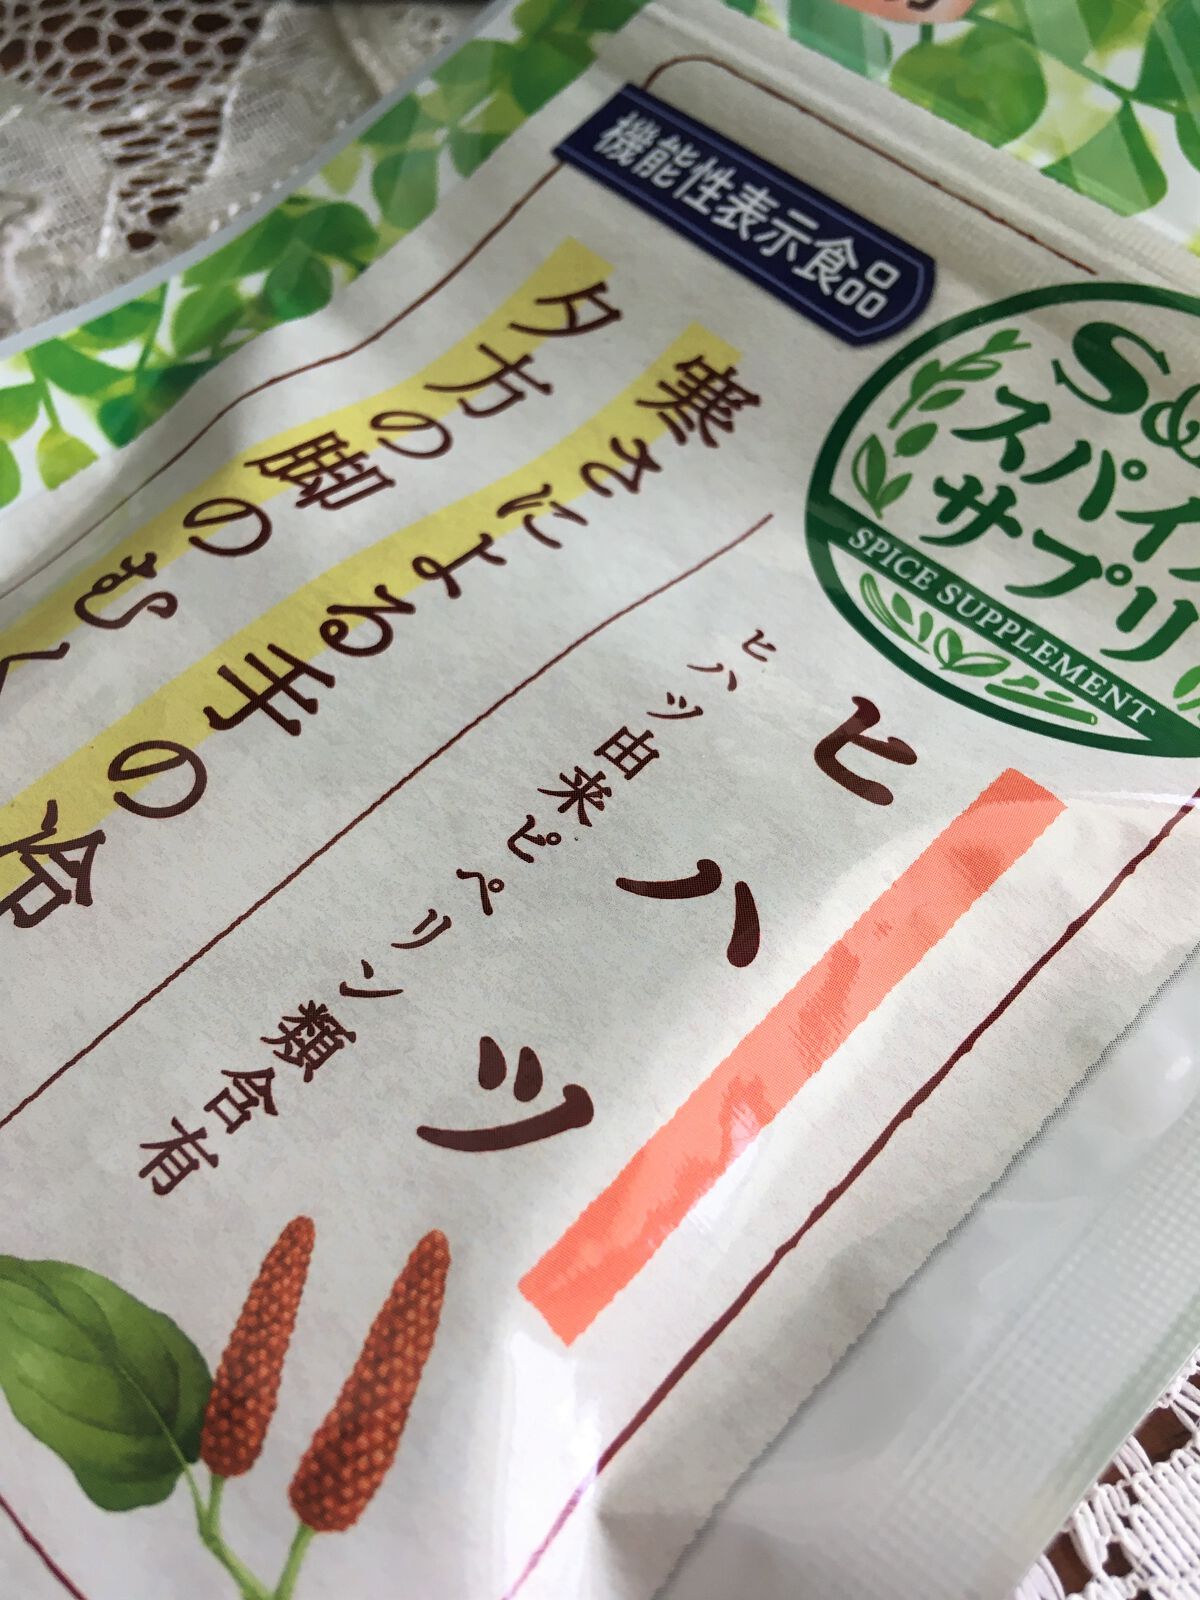 機能性表示食品
S&
スパイス
サプリ
SPICE SUPPLEMENT
ヒハツ
ヒハツ由来ピペリン類含有
寒さによる手の冷
夕方の脚のむく